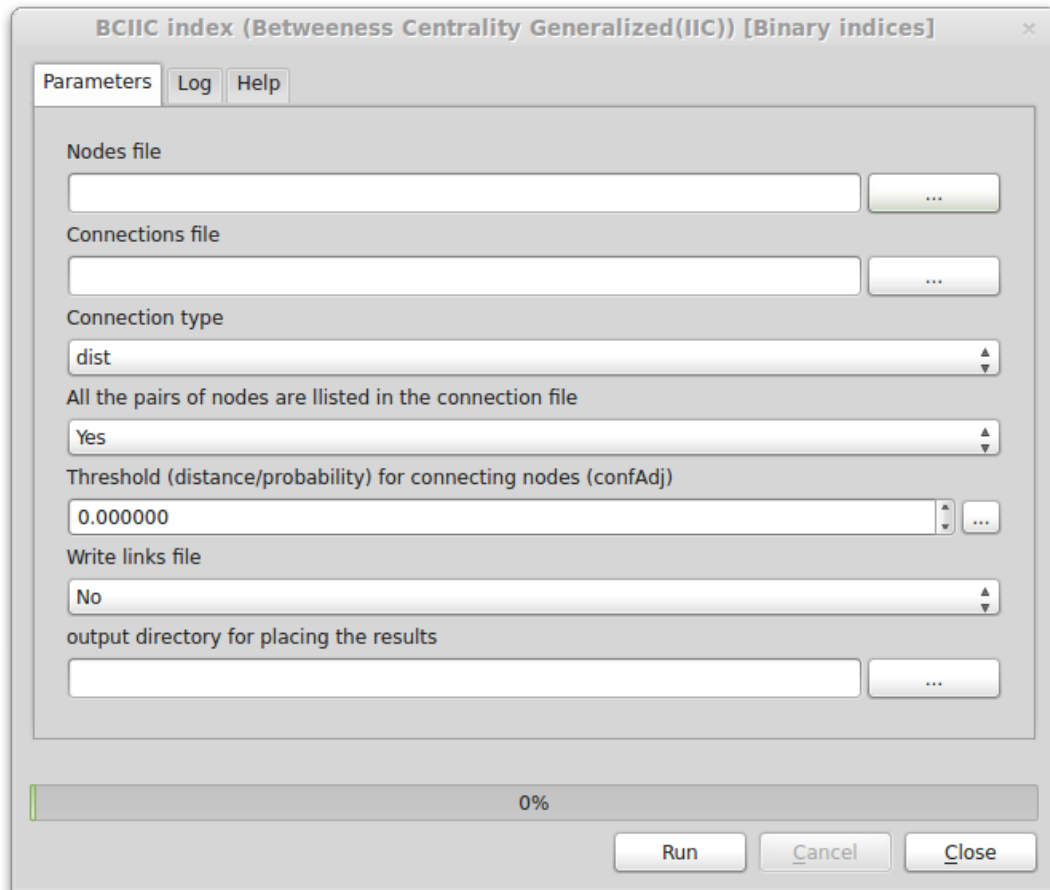 BCIIC index (Betweeness Centrality Generalized(IIC)) [Binary indices]
Parameters Log Help
Nodes file
...
Connections file
...
Connection type
dist
All the pairs of nodes are llisted in the connection file
Yes
Threshold (distance/probability) for connecting nodes (confAdj)
0.000000 ...
Write links file
No
output directory for placing the results
...
0%
Run Cancel Close